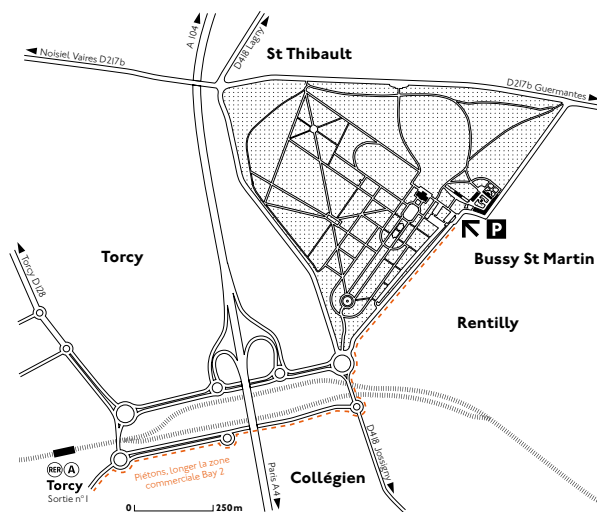 A 104
D418 Lagny
Noisiel, Vaires D217b
St Thibault
D217b Guermantes
P
Torcy
Bussy St Martin
Torcy D128
Rentilly
RER A
Torcy
Sortie n°1
Piétons, longer la zone
commerciale Bay 2
Paris A4
Collégien
D418 Jossigny
0 250m